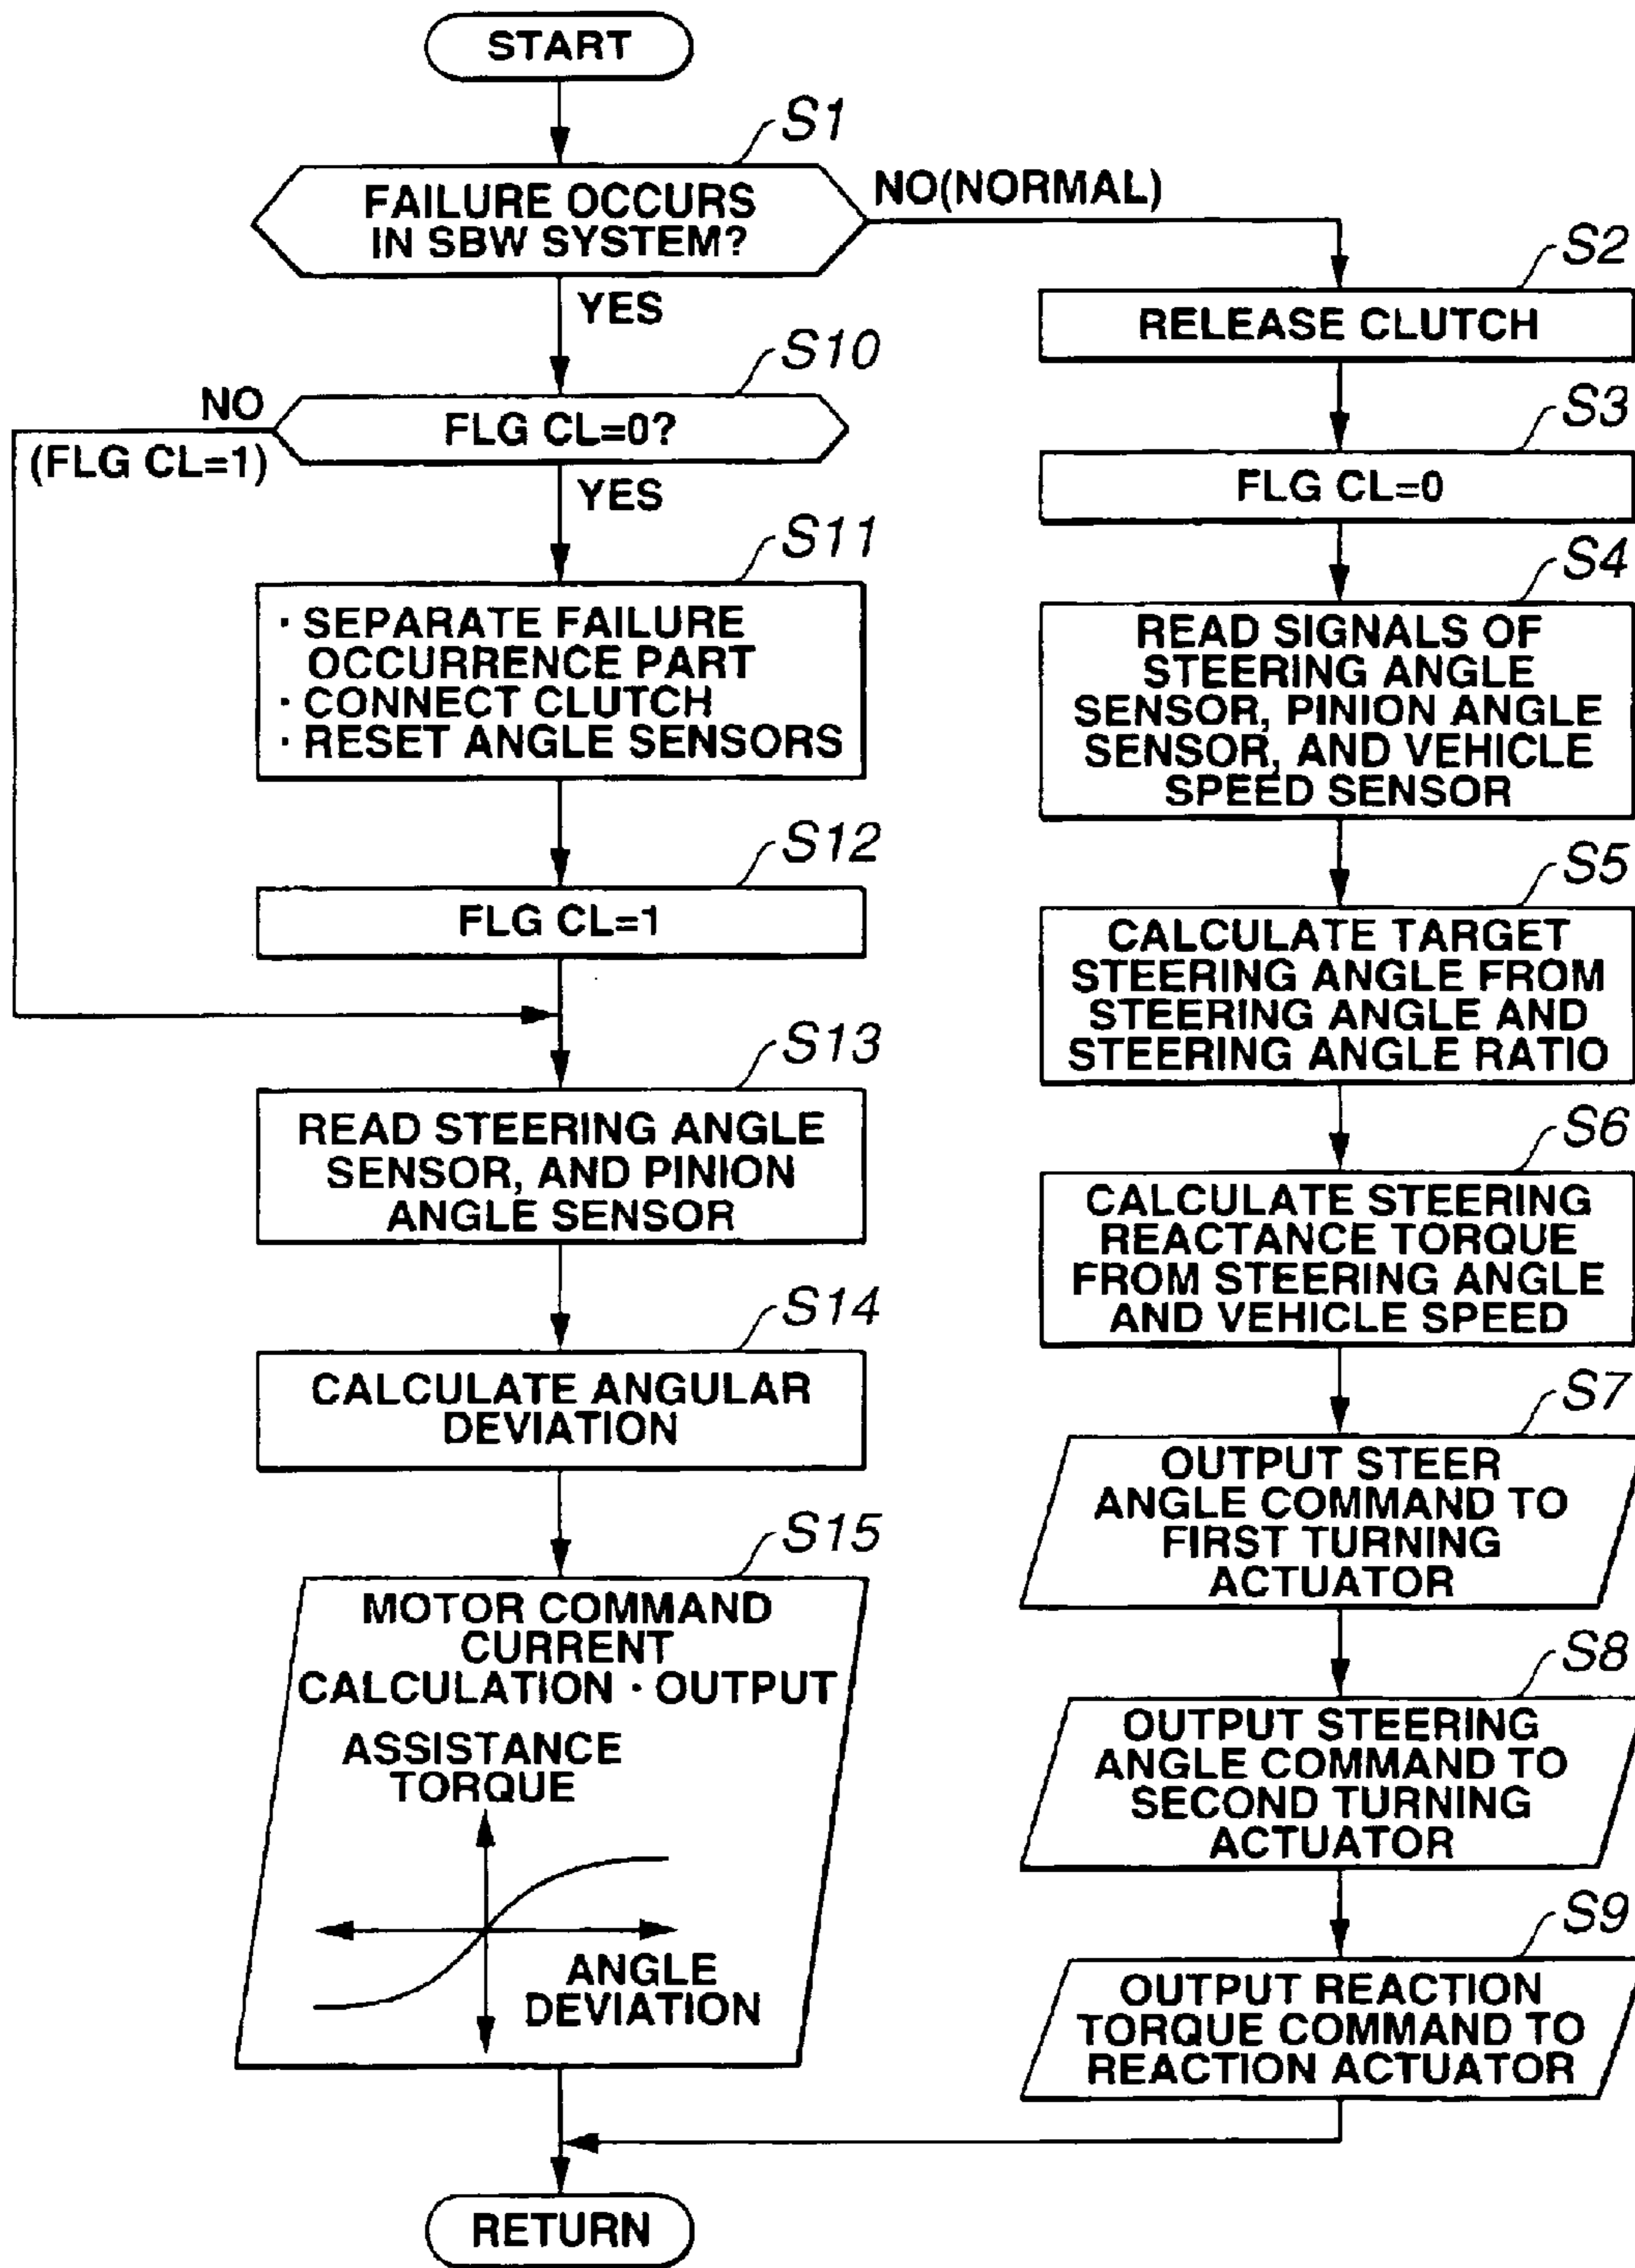 START
S1
FAILURE OCCURS
IN SBW SYSTEM?
NO(NORMAL)
YES
S2
RELEASE CLUTCH
S3
FLG CL=0
S4
READ SIGNALS OF
STEERING ANGLE
SENSOR, PINION ANGLE
SENSOR, AND VEHICLE
SPEED SENSOR
S5
CALCULATE TARGET
STEERING ANGLE FROM
STEERING ANGLE AND
STEERING ANGLE RATIO
S6
CALCULATE STEERING
REACTANCE TORQUE
FROM STEERING ANGLE
AND VEHICLE SPEED
S7
OUTPUT STEER
ANGLE COMMAND TO
FIRST TURNING
ACTUATOR
S8
OUTPUT STEERING
ANGLE COMMAND TO
SECOND TURNING
ACTUATOR
S9
OUTPUT REACTION
TORQUE COMMAND TO
REACTION ACTUATOR
S10
FLG CL=0?
NO
(FLG CL=1)
YES
S11
· SEPARATE FAILURE
OCCURRENCE PART
· CONNECT CLUTCH
· RESET ANGLE SENSORS
S12
FLG CL=1
S13
READ STEERING ANGLE
SENSOR, AND PINION
ANGLE SENSOR
S14
CALCULATE ANGULAR
DEVIATION
S15
MOTOR COMMAND
CURRENT
CALCULATION · OUTPUT
ASSISTANCE
TORQUE
ANGLE
DEVIATION
RETURN